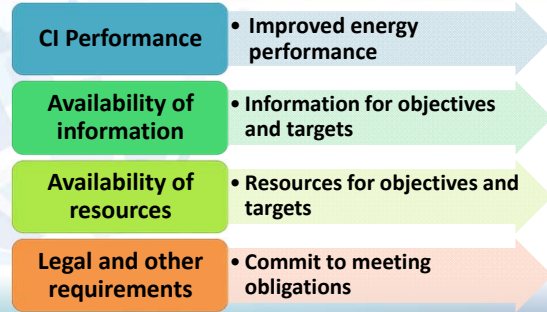 CI Performance
• Improved energy
performance
Availability of
information
• Information for objectives
and targets
Availability of
resources
• Resources for objectives and
targets
Legal and other
requirements
• Commit to meeting
obligations